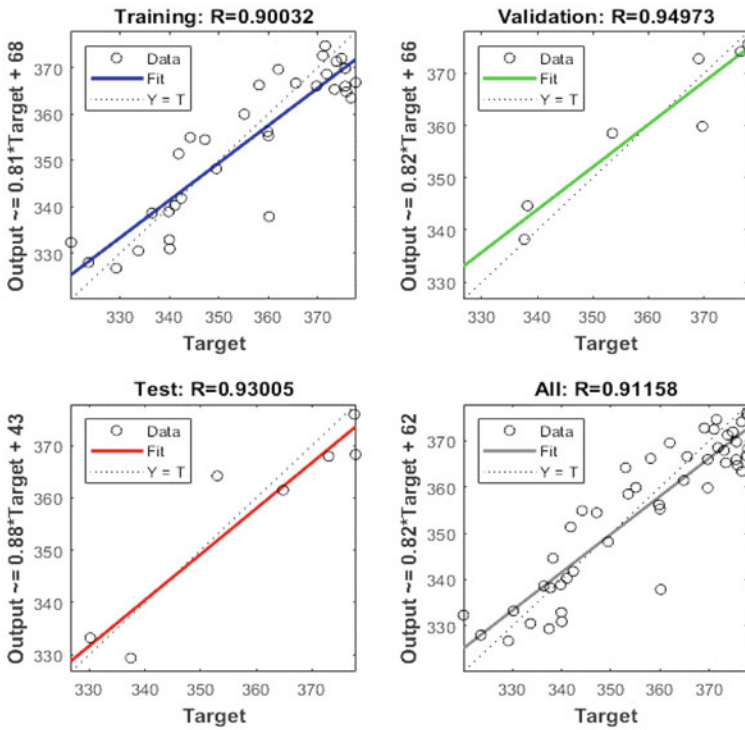 Training: R=0.90032
Output ~= 0.81*Target + 68
370
360
350
340
330
Data
Fit
Y = T
330 340 350 360 370
Target
Validation: R=0.94973
Output ~= 0.82*Target + 66
370
360
350
340
330
Data
Fit
Y = T
330 340 350 360 370
Target
Test: R=0.93005
Output ~= 0.88*Target + 43
370
360
350
340
330
Data
Fit
Y = T
330 340 350 360 370
Target
All: R=0.91158
Output ~= 0.82*Target + 62
370
360
350
340
330
Data
Fit
Y = T
330 340 350 360 370
Target